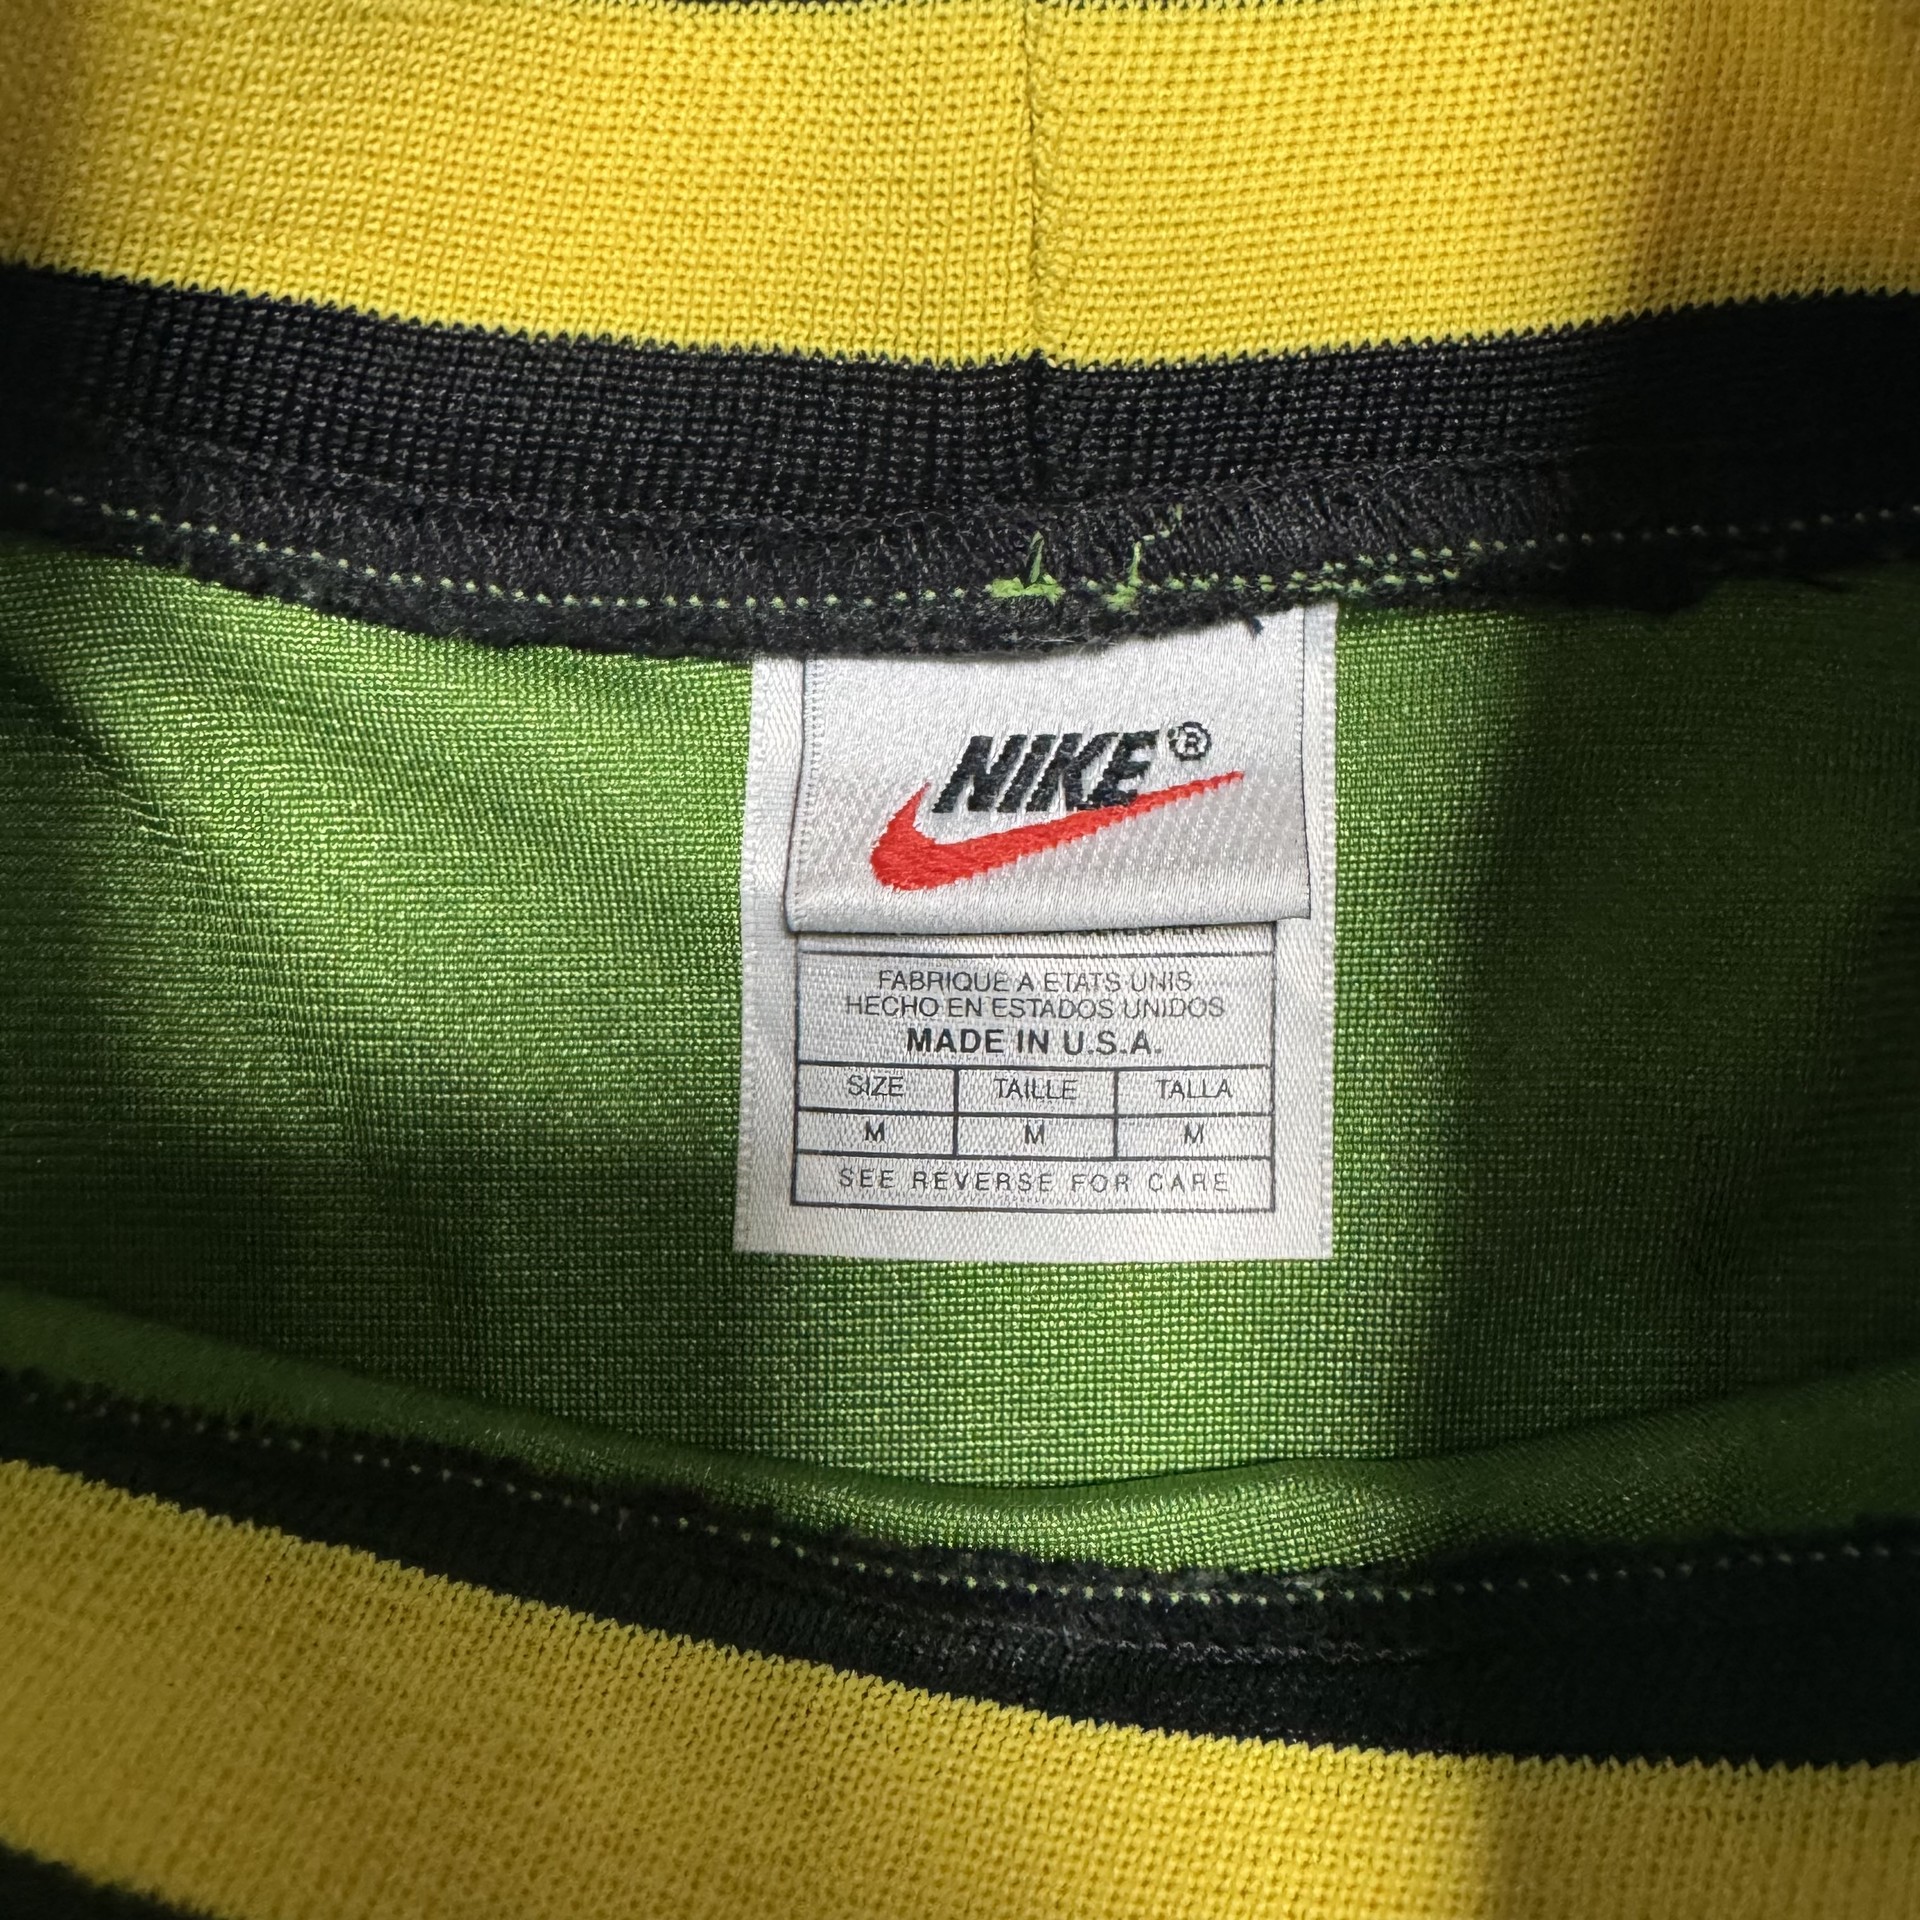 NIKE®
FABRIQUE A ETATS UNIS
HECHO EN ESTADOS UNIDOS
MADE IN U.S.A.
SIZE TAILLE TALLA
M M M
SEE REVERSE FOR CARE